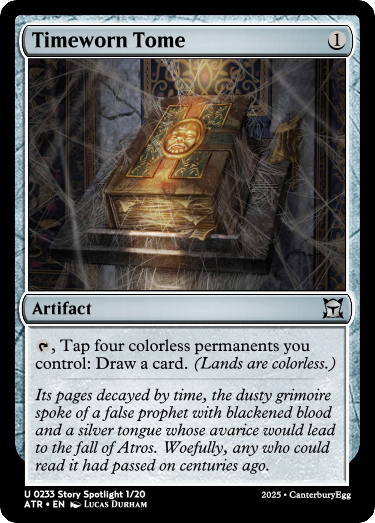 Timeworn Tome 1
Artifact
, Tap four colorless permanents you
control: Draw a card. (Lands are colorless.)
Its pages decayed by time, the dusty grimoire
spoke of a false prophet with blackened blood
and a silver tongue whose avarice would lead
to the fall of Atros. Woefully, any who could
read it had passed on centuries ago.
U 0233 Story Spotlight 1/20
ATR • EN Lucas Durham
2025 • CanterburyEgg